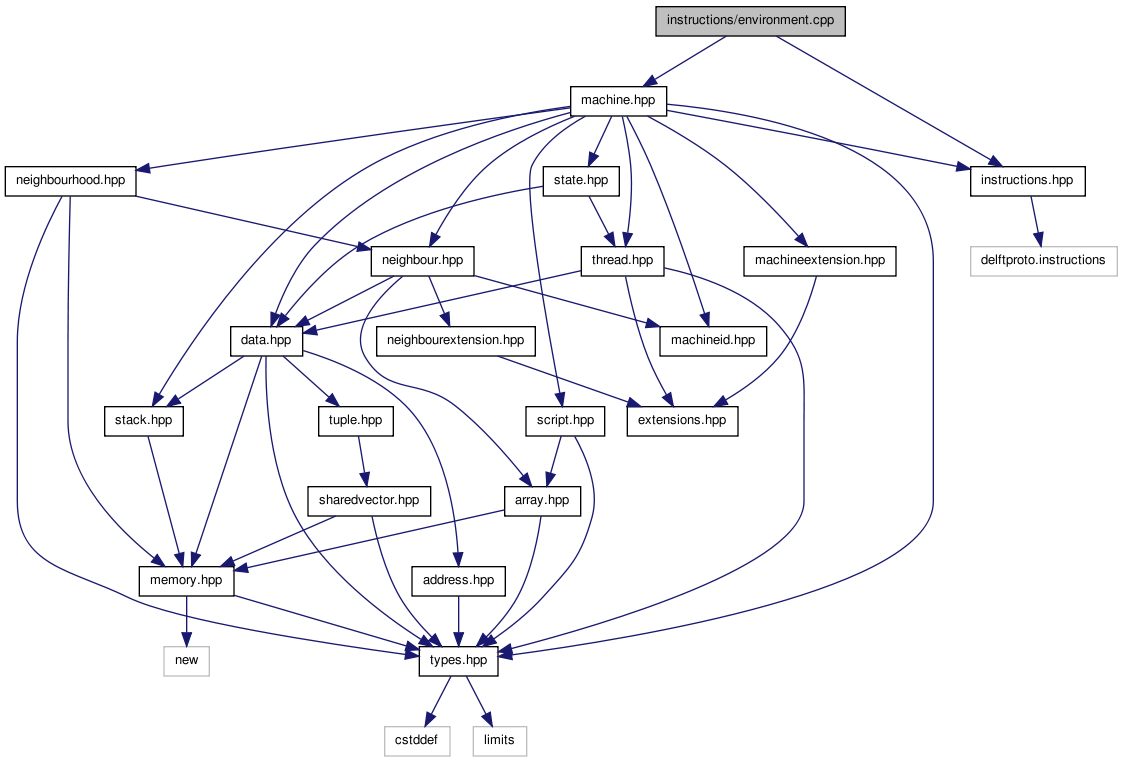 instructions/environment.cpp
machine.hpp
neighbourhood.hpp
state.hpp
instructions.hpp
neighbour.hpp
thread.hpp
machineextension.hpp
delftproto.instructions
data.hpp
neighbourextension.hpp
machineid.hpp
stack.hpp
tuple.hpp
script.hpp
extensions.hpp
sharedvector.hpp
array.hpp
memory.hpp
address.hpp
new
types.hpp
cstddef
limits